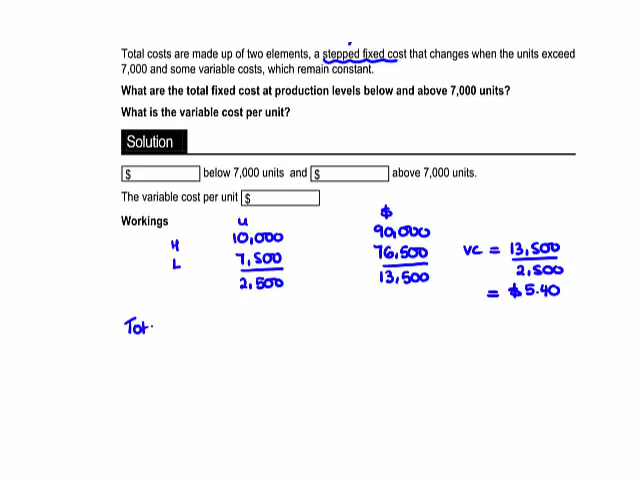 Total costs are made up of two elements, a stepped fixed cost that changes when the units exceed
7,000 and some variable costs, which remain constant.
What are the total fixed cost at production levels below and above 7,000 units?
What is the variable cost per unit?
Solution
$ below 7,000 units and $ above 7,000 units.
The variable cost per unit $
Workings u $
H 10,000 90,000
L 7,500 76,500 VC = 13,500
2,500 13,500 2,500
= $5.40
Tot